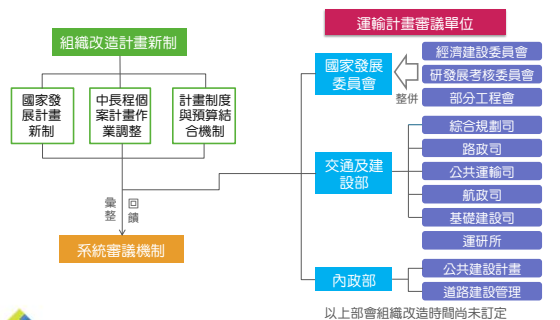 組織改造計畫新制
國家發
展計畫
新制
中長程個
案計畫作
業調整
計畫制度
與預算結
合機制
彙整
回饋
系統審議機制
運輸計畫審議單位
國家發展
委員會
整併
經濟建設委員會
研發展考核委員會
部分工程會
交通及建
設部
綜合規劃司
路政司
公共運輸司
航政司
基礎建設司
運研所
內政部
公共建設計畫
道路建設管理
以上部會組織改造時間尚未訂定